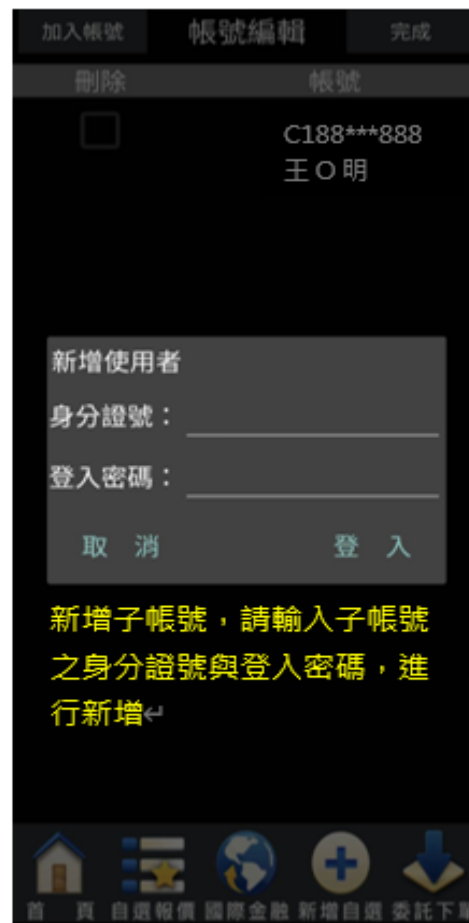 加入帳號 帳號編輯 完成
刪除 帳號
C188***888
王O明
新增使用者
身分證號：
登入密碼：
取 消 登 入
新增子帳號，請輸入子帳號
之身分證號與登入密碼，進
行新增↵
首 頁 自選報價 國際金融 新增自選 委託下